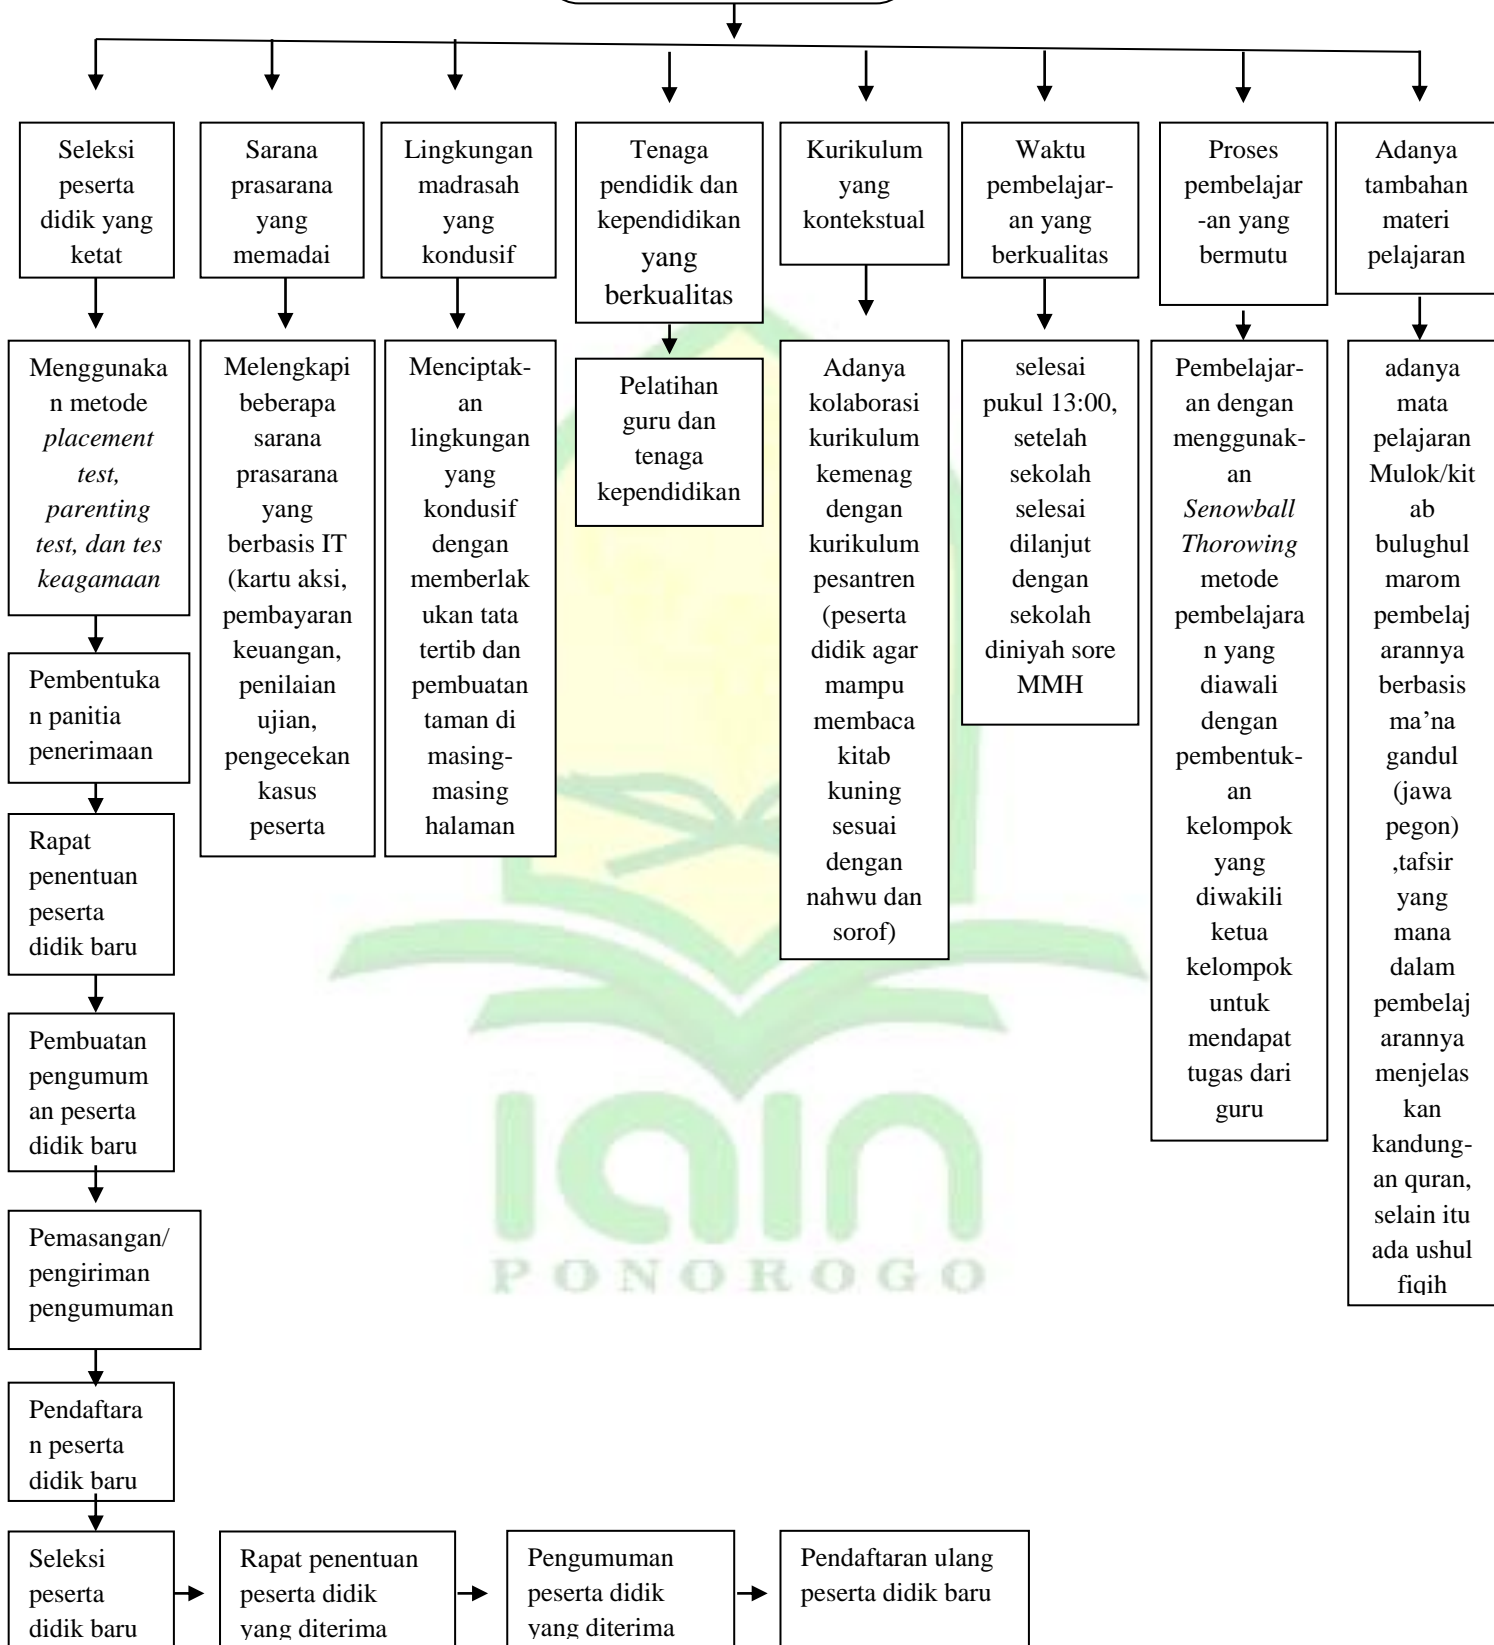 Seleksi
peserta
didik yang
ketat
Sarana
prasarana
yang
memadai
Lingkungan
madrasah
yang
kondusif
Tenaga
pendidik dan
kependidikan
yang
berkualitas
Kurikulum
yang
kontekstual
Waktu
pembelajar-
an yang
berkualitas
Proses
pembelajar
-an yang
bermutu
Adanya
tambahan
materi
pelajaran
Menggunaka
n metode
placement
test,
parenting
test, dan tes
keagamaan
Melengkapi
beberapa
sarana
prasarana
yang
berbasis IT
(kartu aksi,
pembayaran
keuangan,
penilaian
ujian,
pengecekan
kasus
peserta
Menciptak-
an
lingkungan
yang
kondusif
dengan
memberlak
ukan tata
tertib dan
pembuatan
taman di
masing-
masing
halaman
Pelatihan
guru dan
tenaga
kependidikan
Adanya
kolaborasi
kurikulum
kemenag
dengan
kurikulum
pesantren
(peserta
didik agar
mampu
membaca
kitab
kuning
sesuai
dengan
nahwu dan
sorof)
selesai
pukul 13:00,
setelah
sekolah
selesai
dilanjut
dengan
sekolah
diniyah sore
MMH
Pembelajar-
an dengan
menggunak-
an
Senowball
Thorowing
metode
pembelajara
n yang
diawali
dengan
pembentuk-
an
kelompok
yang
diwakili
ketua
kelompok
untuk
mendapat
tugas dari
guru
adanya
mata
pelajaran
Mulok/kit
ab
bulughul
marom
pembelaj
arannya
berbasis
ma’na
gandul
(jawa
pegon)
,tafsir
yang
mana
dalam
pembelaj
arannya
menjelas
kan
kandung-
an quran,
selain itu
ada ushul
fiqih
Pembentuka
n panitia
penerimaan
Rapat
penentuan
peserta
didik baru
Pembuatan
pengumum
an peserta
didik baru
Pemasangan/
pengiriman
pengumuman
Pendaftara
n peserta
didik baru
Seleksi
peserta
didik baru
Rapat penentuan
peserta didik
yang diterima
Pengumuman
peserta didik
yang diterima
Pendaftaran ulang
peserta didik baru
iain
PONOROGO